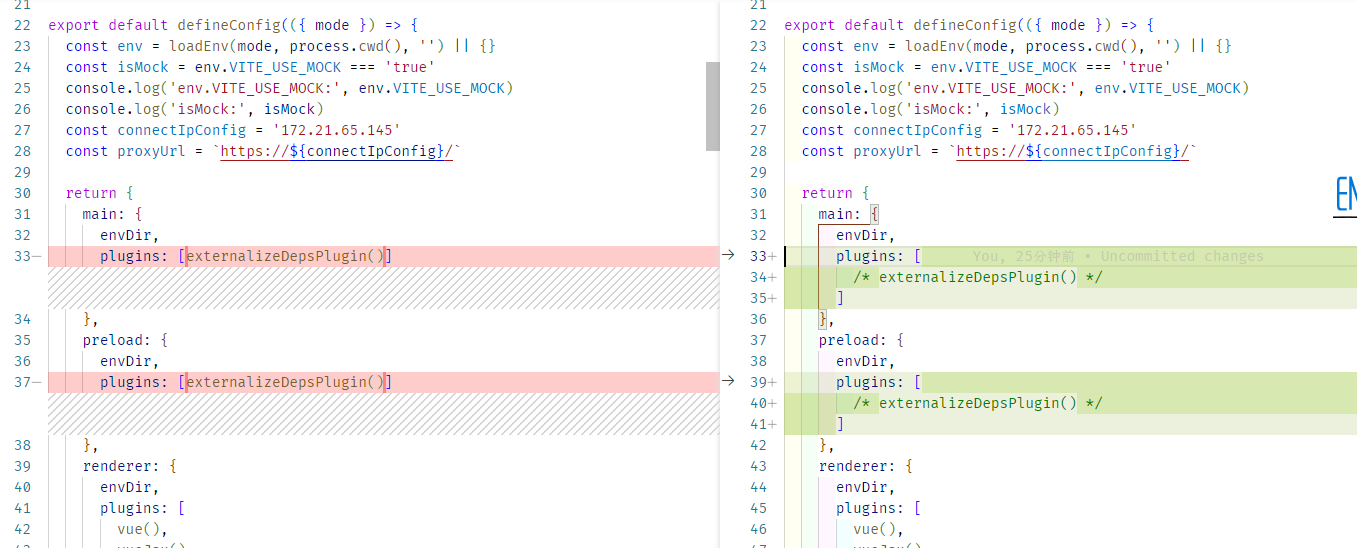 21
22 export default defineConfig(({ mode }) => {
23 const env = loadEnv(mode, process.cwd(), '') || {}
24 const isMock = env.VITE_USE_MOCK === 'true'
25 console.log('env.VITE_USE_MOCK:', env.VITE_USE_MOCK)
26 console.log('isMock:', isMock)
27 const connectIpConfig = '172.21.65.145'
28 const proxyUrl = `https://${connectIpConfig}/`
29
30 return {
31 main: {
32 envDir,
33— plugins: [externalizeDepsPlugin()]
34 },
35 preload: {
36 envDir,
37— plugins: [externalizeDepsPlugin()]
38 },
39 renderer: {
40 envDir,
41 plugins: [
42 vue(),
21
22 export default defineConfig(({ mode }) => {
23 const env = loadEnv(mode, process.cwd(), '') || {}
24 const isMock = env.VITE_USE_MOCK === 'true'
25 console.log('env.VITE_USE_MOCK:', env.VITE_USE_MOCK)
26 console.log('isMock:', isMock)
27 const connectIpConfig = '172.21.65.145'
28 const proxyUrl = `https://${connectIpConfig}/`
29
30 return {
31 main: {
32 envDir,
33+ plugins: [ You, 25分钟前 • Uncommitted changes
34+ /* externalizeDepsPlugin() */
35+ ]
36 },
37 preload: {
38 envDir,
39+ plugins: [
40+ /* externalizeDepsPlugin() */
41+ ]
42 },
43 renderer: {
44 envDir,
45 plugins: [
46 vue(),